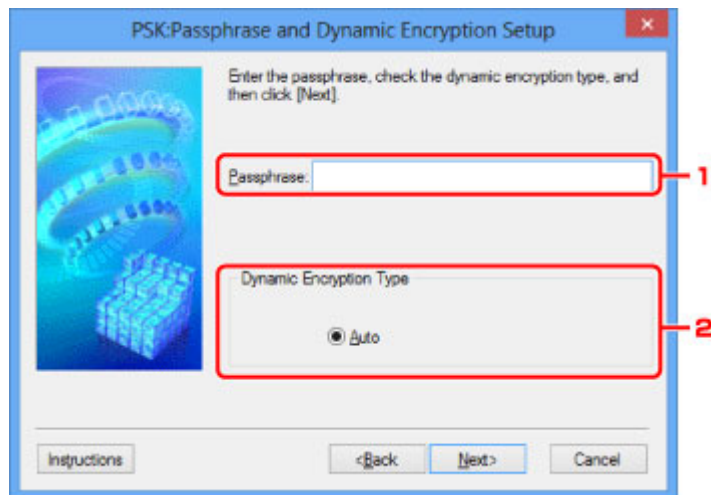 PSK:Passphrase and Dynamic Encryption Setup
Enter the passphrase, check the dynamic encryption type, and
then click [Next].
Passphrase:
1
Dynamic Encryption Type
Auto
2
Instructions
<Back
Next>
Cancel